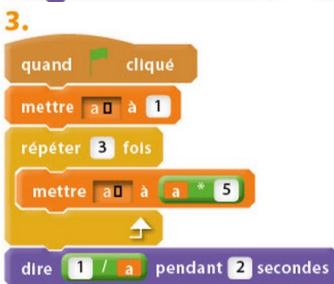 3.
quand cliqué
mettre a à 1
répéter 3 fois
mettre a à a * 5
dire 1 / a pendant 2 secondes